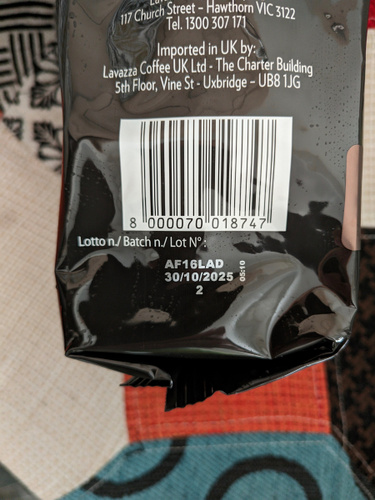 117 Church Street - Hawthorn VIC 3122
Tel. 1300 307 171
Imported in UK by:
Lavazza Coffee UK Ltd - The Charter Building
5th Floor, Vine St - Uxbridge - UB8 1JG
8 000070 018747
Lotto n./ Batch n./ Lot N°:
AF16LAD
30/10/2025 05:10
2